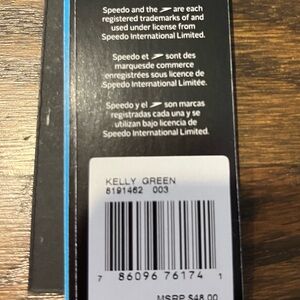 Speedo and the are each
registered trademarks of and
used under license from
Speedo International Limited.
Speedo et sont des
marquesde commerce
enregistrées sous licence de
Speedo International Limited.
Speedo y el son marcas
registradas cada una y se
utilizan bajo licencia de
Speedo International Limited.
KELLY GREEN
8191462 003
7 86096 76174 1
MSRP $48.00